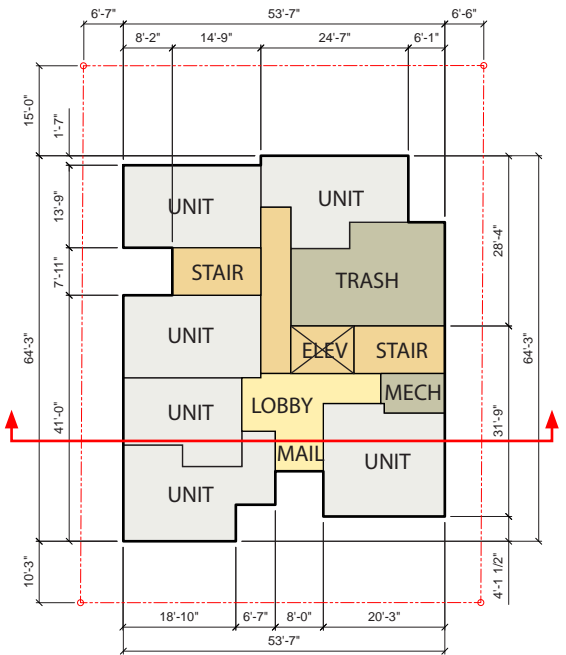 6'-7"
53'-7"
6'-6"
8'-2"
14'-9"
24'-7"
6'-1"
15'-0"
1'-7"
13'-9"
7'-11"
64'-3"
41'-0"
10'-3"
28'-4"
64'-3"
31'-9"
4'-1 1/2"
UNIT
UNIT
STAIR
TRASH
UNIT
ELEV
STAIR
UNIT
LOBBY
MECH
MAIL
UNIT
UNIT
18'-10"
6'-7"
8'-0"
20'-3"
53'-7"